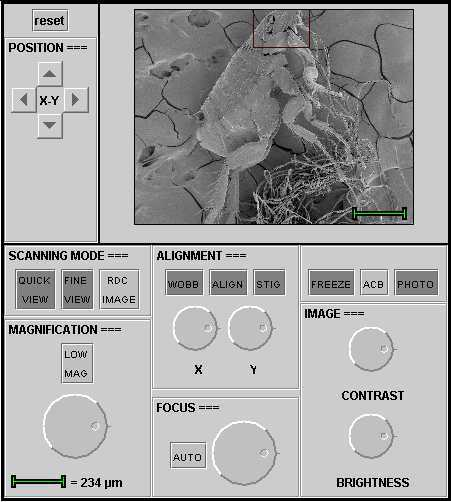 reset
POSITION ===
X-Y
SCANNING MODE ===
QUICK
VIEW
FINE
VIEW
RDC
IMAGE
MAGNIFICATION ===
LOW
MAG
= 234 µm
ALIGNMENT ===
WOBB
ALIGN
STIG
X
Y
FOCUS ===
AUTO
FREEZE
ACB
PHOTO
IMAGE ===
CONTRAST
BRIGHTNESS